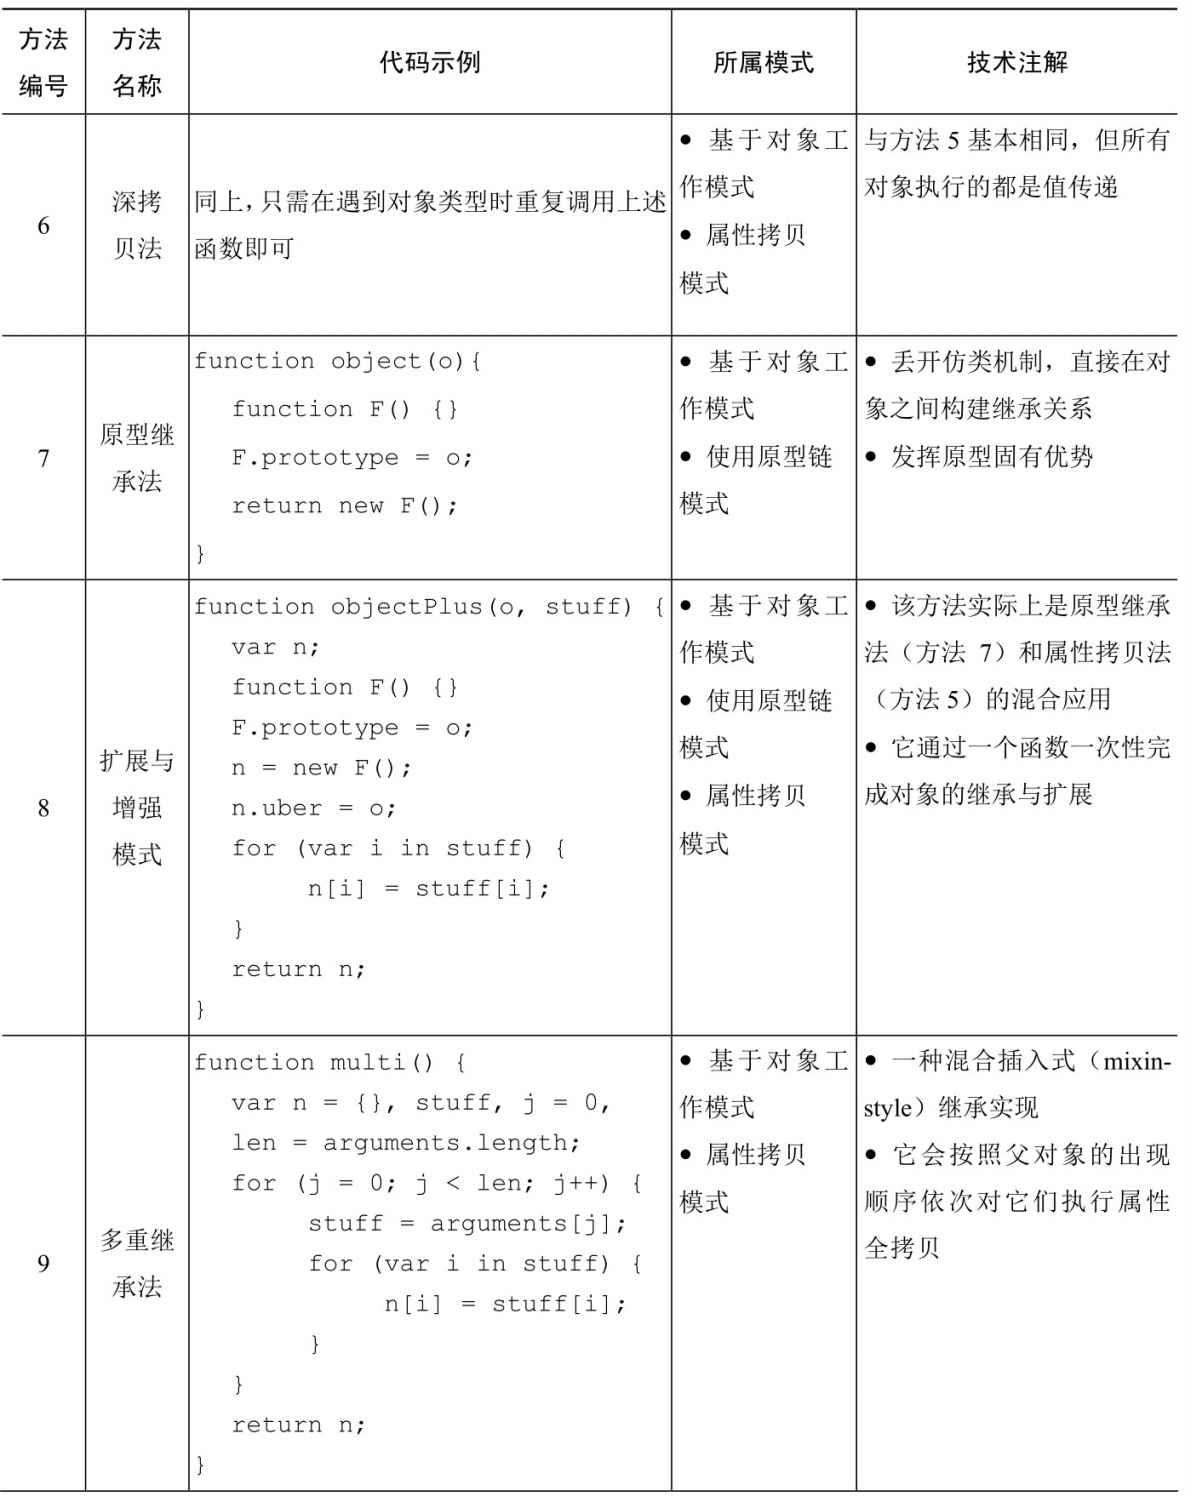 方法
编号
方法
名称
代码示例
所属模式
技术注解
6
深拷
贝法
同上，只需在遇到对象类型时重复调用上述
函数即可
● 基于对象工
作模式
● 属性拷贝
模式
与方法 5 基本相同，但所有
对象执行的都是值传递
7
原型继
承法
function object(o){
function F() {}
F.prototype = o;
return new F();
}
● 基于对象工
作模式
● 使用原型链
模式
● 丢开仿类机制，直接在对
象之间构建继承关系
● 发挥原型固有优势
8
扩展与
增强
模式
function objectPlus(o, stuff) {
var n;
function F() {}
F.prototype = o;
n = new F();
n.uber = o;
for (var i in stuff) {
n[i] = stuff[i];
}
return n;
}
● 基于对象工
作模式
● 使用原型链
模式
● 属性拷贝
模式
● 该方法实际上是原型继承
法（方法 7）和属性拷贝法
（方法 5）的混合应用
● 它通过一个函数一次性完
成对象的继承与扩展
9
多重继
承法
function multi() {
var n = {}, stuff, j = 0,
len = arguments.length;
for (j = 0; j < len; j++) {
stuff = arguments[j];
for (var i in stuff) {
n[i] = stuff[i];
}
}
return n;
}
● 基于对象工
作模式
● 属性拷贝
模式
● 一种混合插入式（mixin-
style）继承实现
● 它会按照父对象的出现
顺序依次对它们执行属性
全拷贝